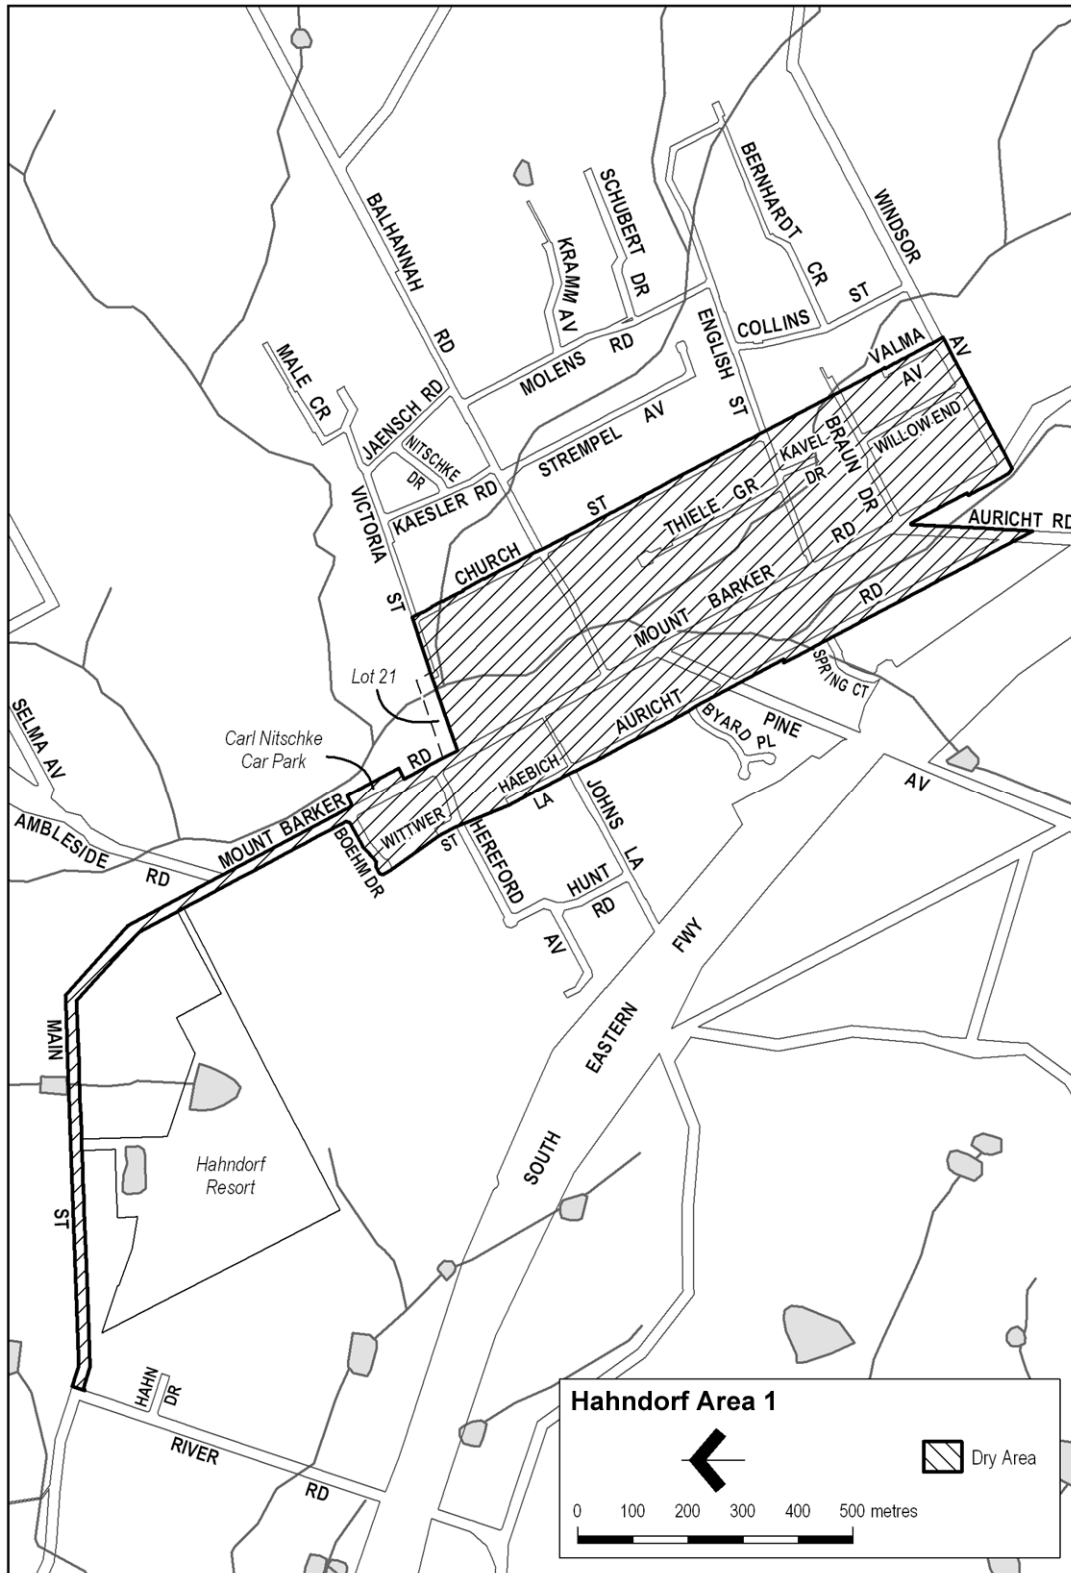 BALHANNAH
RD
SCHUBERT
DR
BERNHARDT
CR
WINDSOR
AV
KRAMM AV
COLLINS
ST
ENGLISH
ST
MOLENS
RD
VALMA
AV
MALE
CR
JAENSCH RD
NITSCHKE
DR
STREMPEL
AV
KAESLER RD
VICTORIA
ST
CHURCH
ST
KAVEL
DR
BRAUN
DR
WILLOW END
THIELE
GR
AURICHT RD
MOUNT
BARKER
RD
Lot 21
SPRING CT
SELMA AV
Carl Nitschke
Car Park
AURICHT
RD
BYARD
PL
PINE
AV
AMBLESIDE
RD
MOUNT BARKER
RD
WITTWER
ST
BOEHM DR
HAEBICH
LA
JOHNS
LA
HEREFORD
AV
HUNT
RD
SOUTH
EASTERN
FWY
MAIN
ST
Hahndorf
Resort
HAHN
DR
RIVER
RD
Hahndorf Area 1
Dry Area
0 100 200 300 400 500 metres